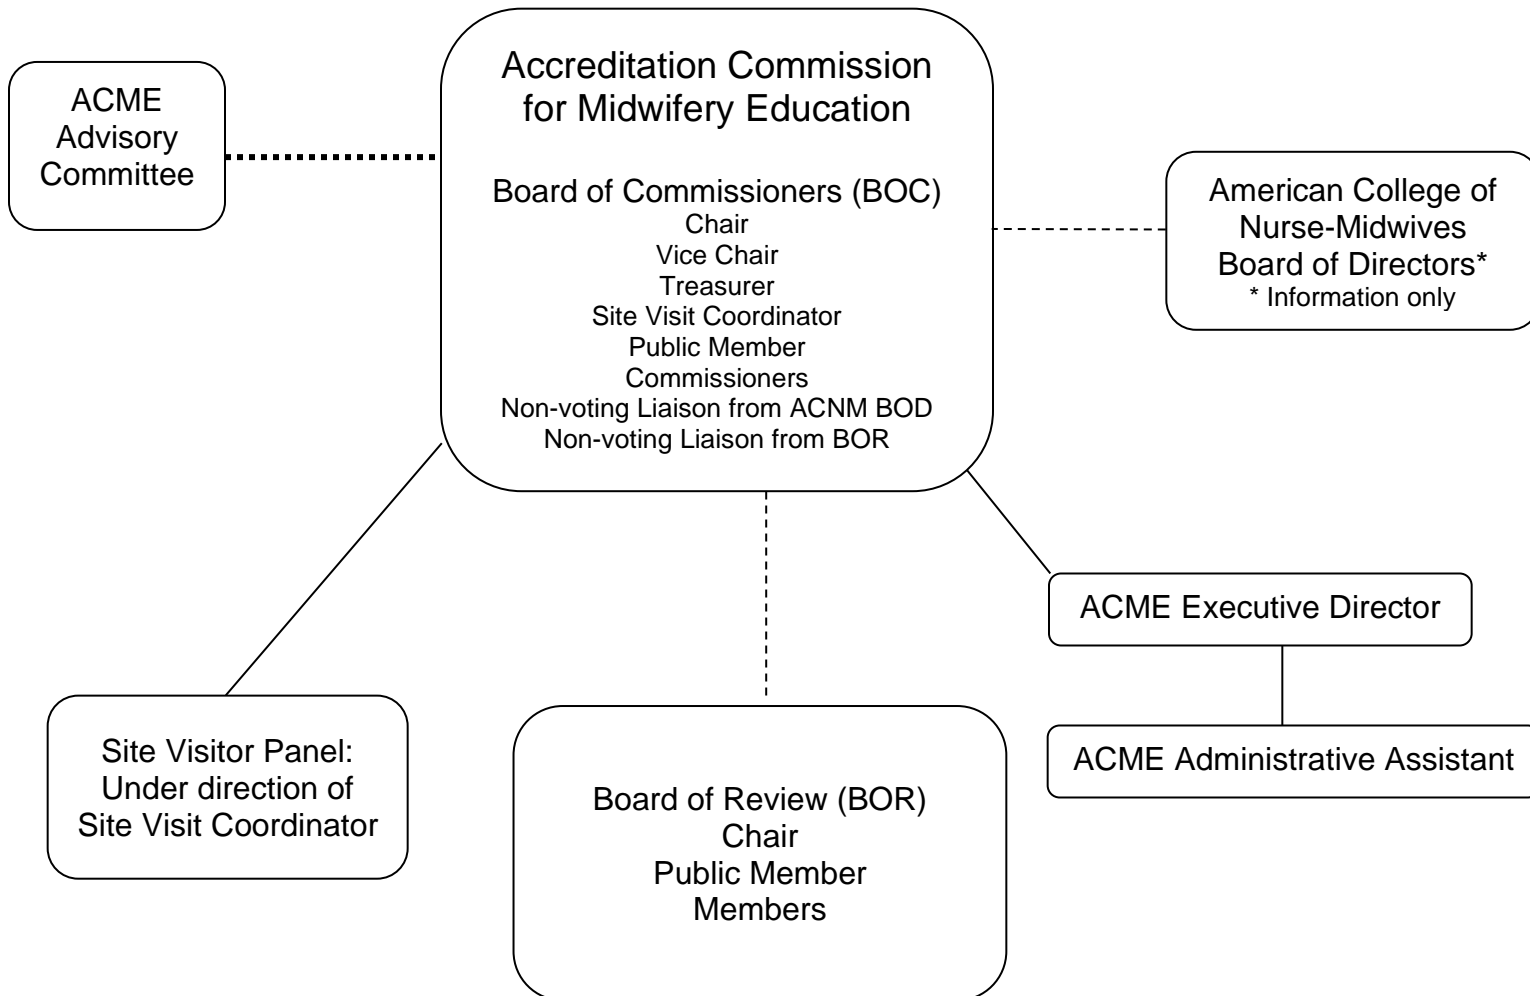 Accreditation Commission
for Midwifery Education
Board of Commissioners (BOC)
Chair
Vice Chair
Treasurer
Site Visit Coordinator
Public Member
Commissioners
Non-voting Liaison from ACNM BOD
Non-voting Liaison from BOR
ACME
Advisory
Committee
American College of
Nurse-Midwives
Board of Directors*
* Information only
ACME Executive Director
ACME Administrative Assistant
Site Visitor Panel:
Under direction of
Site Visit Coordinator
Board of Review (BOR)
Chair
Public Member
Members